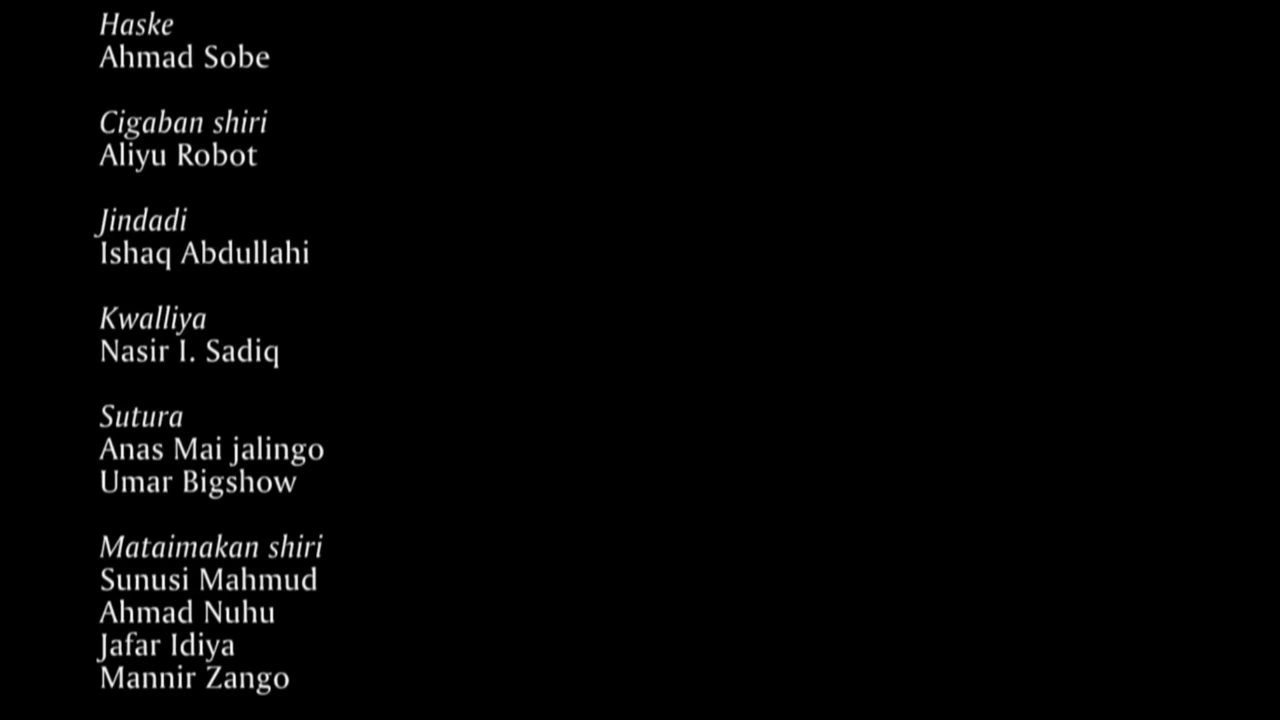 Haske
Ahmad Sobe
Cigaban shiri
Aliyu Robot
Jindadi
Ishaq Abdullahi
Kwalliya
Nasir I. Sadiq
Sutura
Anas Mai jalingo
Umar Bigshow
Mataimakan shiri
Sunusi Mahmud
Ahmad Nuhu
Jafar Idiya
Mannir Zango